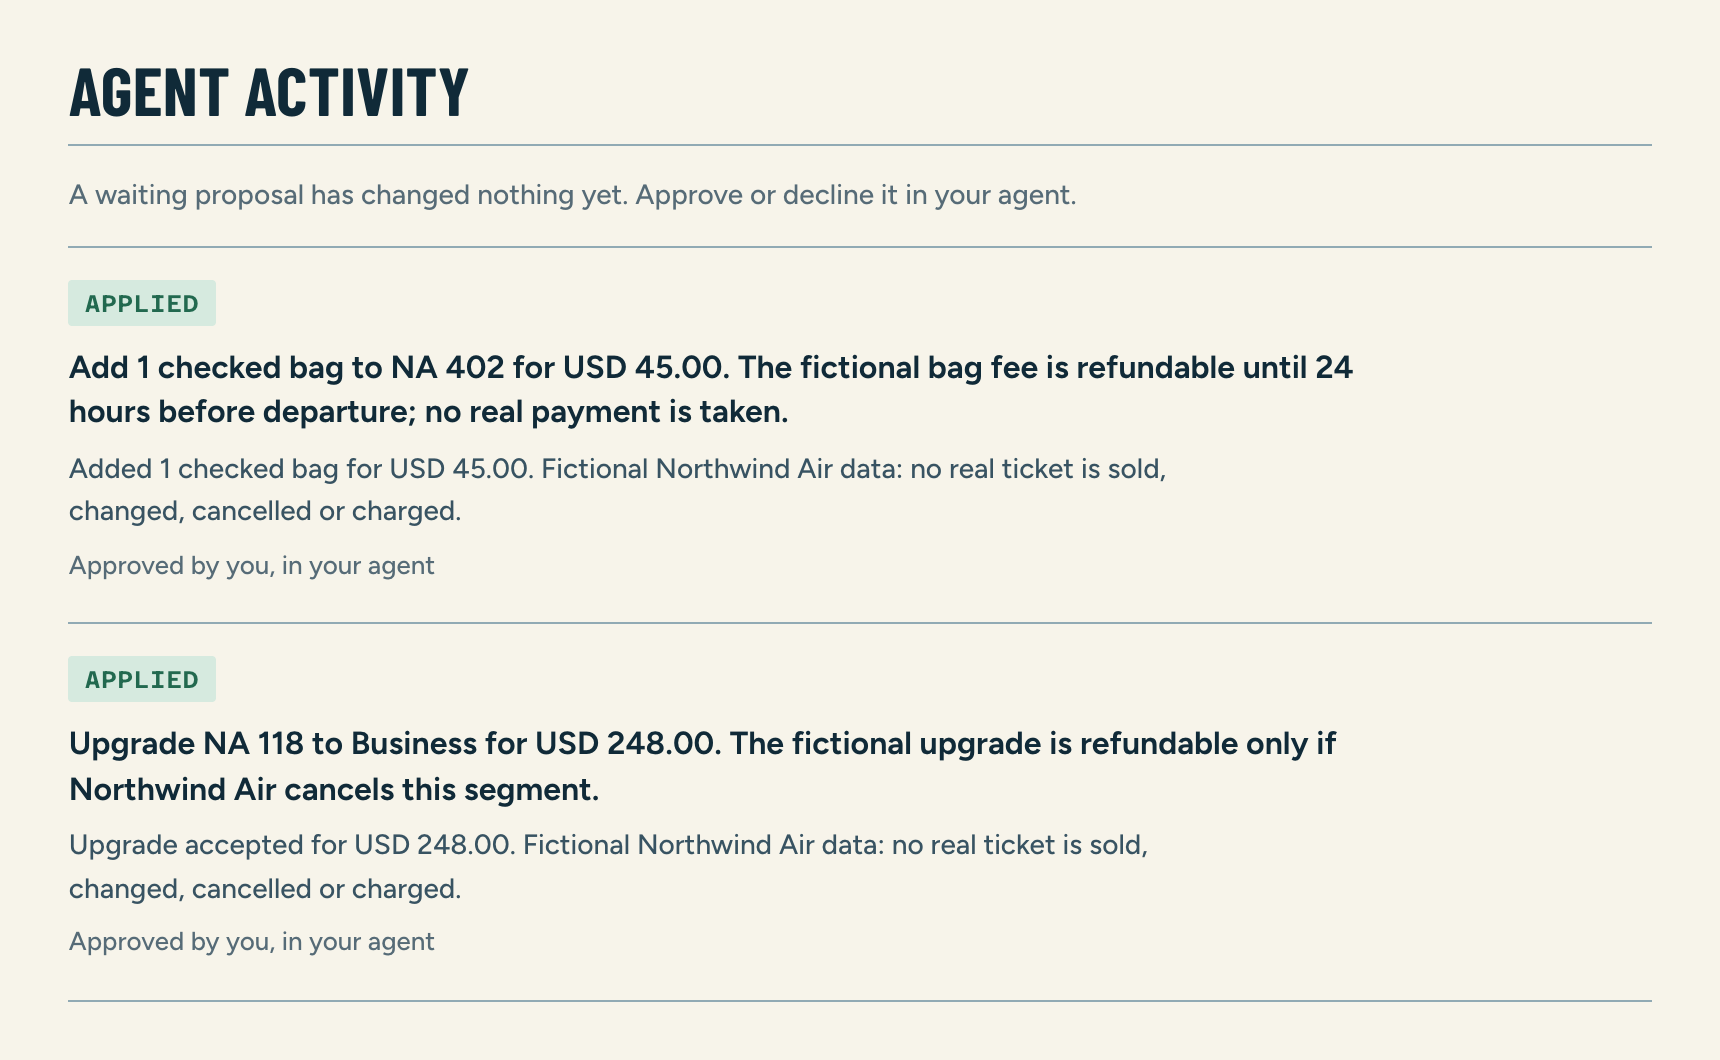 AGENT ACTIVITY
A waiting proposal has changed nothing yet. Approve or decline it in your agent.
APPLIED
Add 1 checked bag to NA 402 for USD 45.00. The fictional bag fee is refundable until 24
hours before departure; no real payment is taken.
Added 1 checked bag for USD 45.00. Fictional Northwind Air data: no real ticket is sold,
changed, cancelled or charged.
Approved by you, in your agent
APPLIED
Upgrade NA 118 to Business for USD 248.00. The fictional upgrade is refundable only if
Northwind Air cancels this segment.
Upgrade accepted for USD 248.00. Fictional Northwind Air data: no real ticket is sold,
changed, cancelled or charged.
Approved by you, in your agent